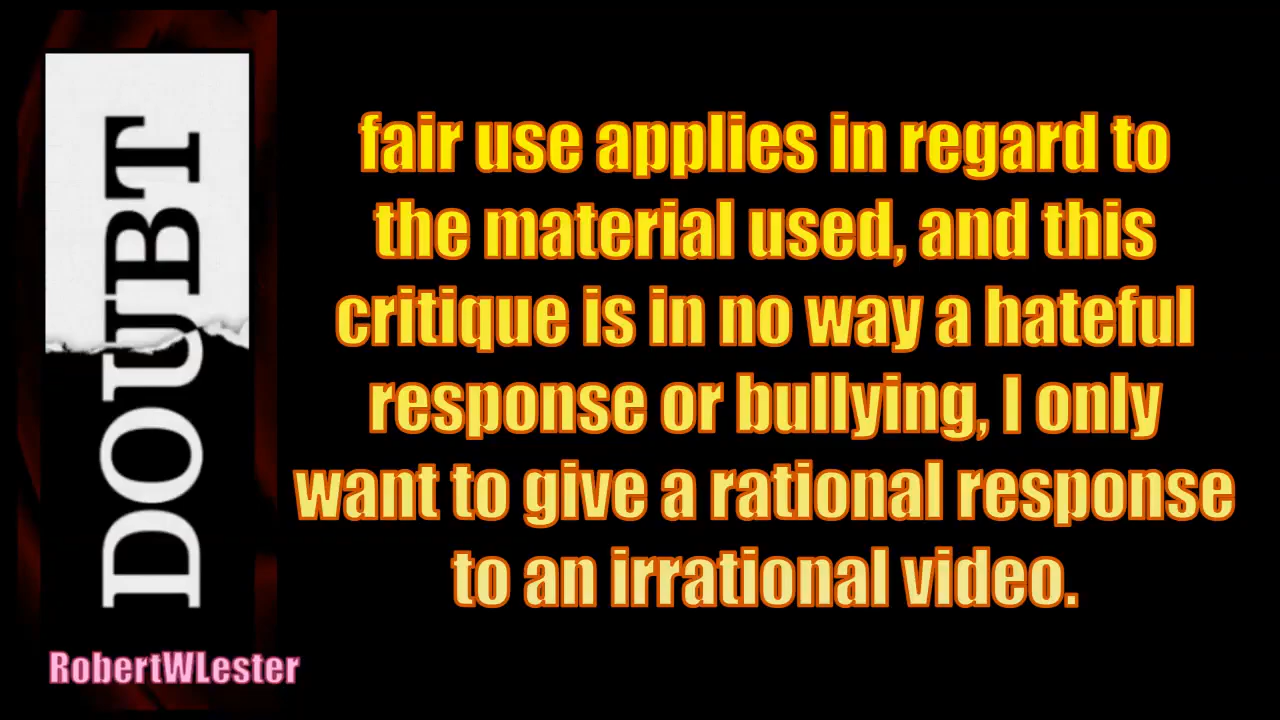 DOUBT
fair use applies in regard to
the material used, and this
critique is in no way a hateful
response or bullying, I only
want to give a rational response
to an irrational video.
RobertWLester